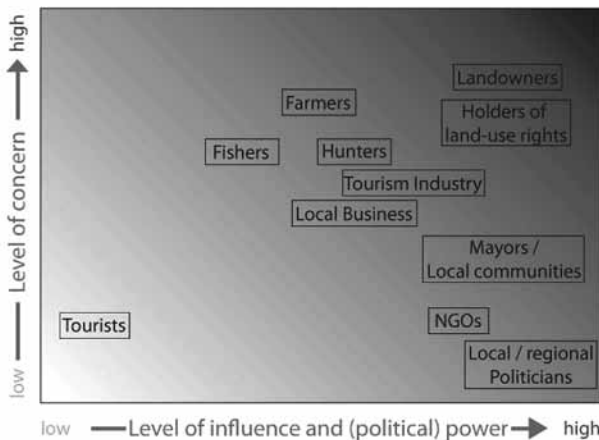 high
Level of concern
low
Landowners
Farmers
Holders of
land-use rights
Fishers
Hunters
Tourism Industry
Local Business
Mayors /
Local communities
Tourists
NGOs
Local / regional
Politicians
low
Level of influence and (political) power
high